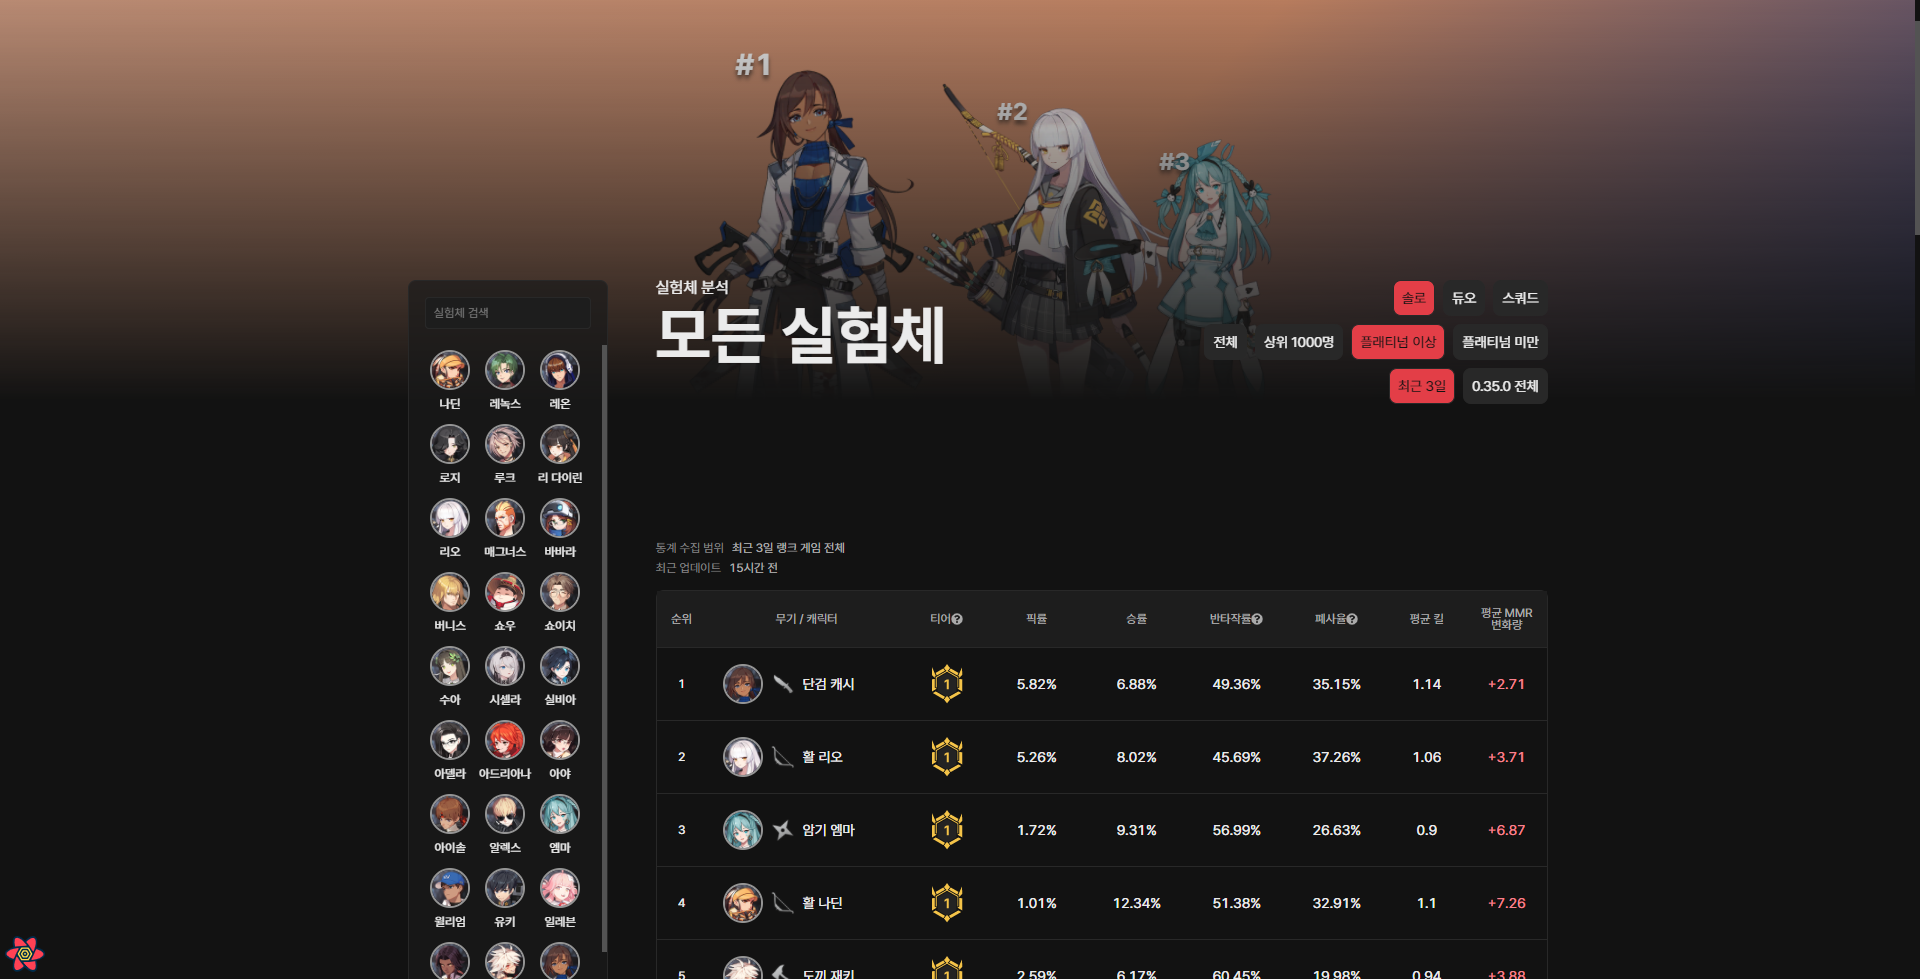 #1
#2
#3
실험체 분석
모든 실험체
솔로 듀오 스쿼드
전체 상위 1000명 플래티넘 이상 플래티넘 미만
최근 3일 0.35.0 전체
실험체 검색
나딘 레녹스 레온
로지 루크 리 다이린
리오 매그너스 바바라
버니스 쇼우 쇼이치
수아 시셀라 실비아
아델라 아드리아나 아야
아이솔 알렉스 엠마
윌리엄 유키 일레븐
통계 수집 범위 최근 3일 랭크 게임 전체
최근 업데이트 15시간 전
순위 무기 / 캐릭터 티어? 픽률 승률 반타작률? 폐사율? 평균 킬 평균 MMR
변화량
1 단검 캐시 1 5.82% 6.88% 49.36% 35.15% 1.14 +2.71
2 활 리오 1 5.26% 8.02% 45.69% 37.26% 1.06 +3.71
3 암기 엠마 1 1.72% 9.31% 56.99% 26.63% 0.9 +6.87
4 활 나딘 1 1.01% 12.34% 51.38% 32.91% 1.1 +7.26
5 도끼 재키 1 2.59% 6.17% 60.45% 19.98% 0.94 +3.88